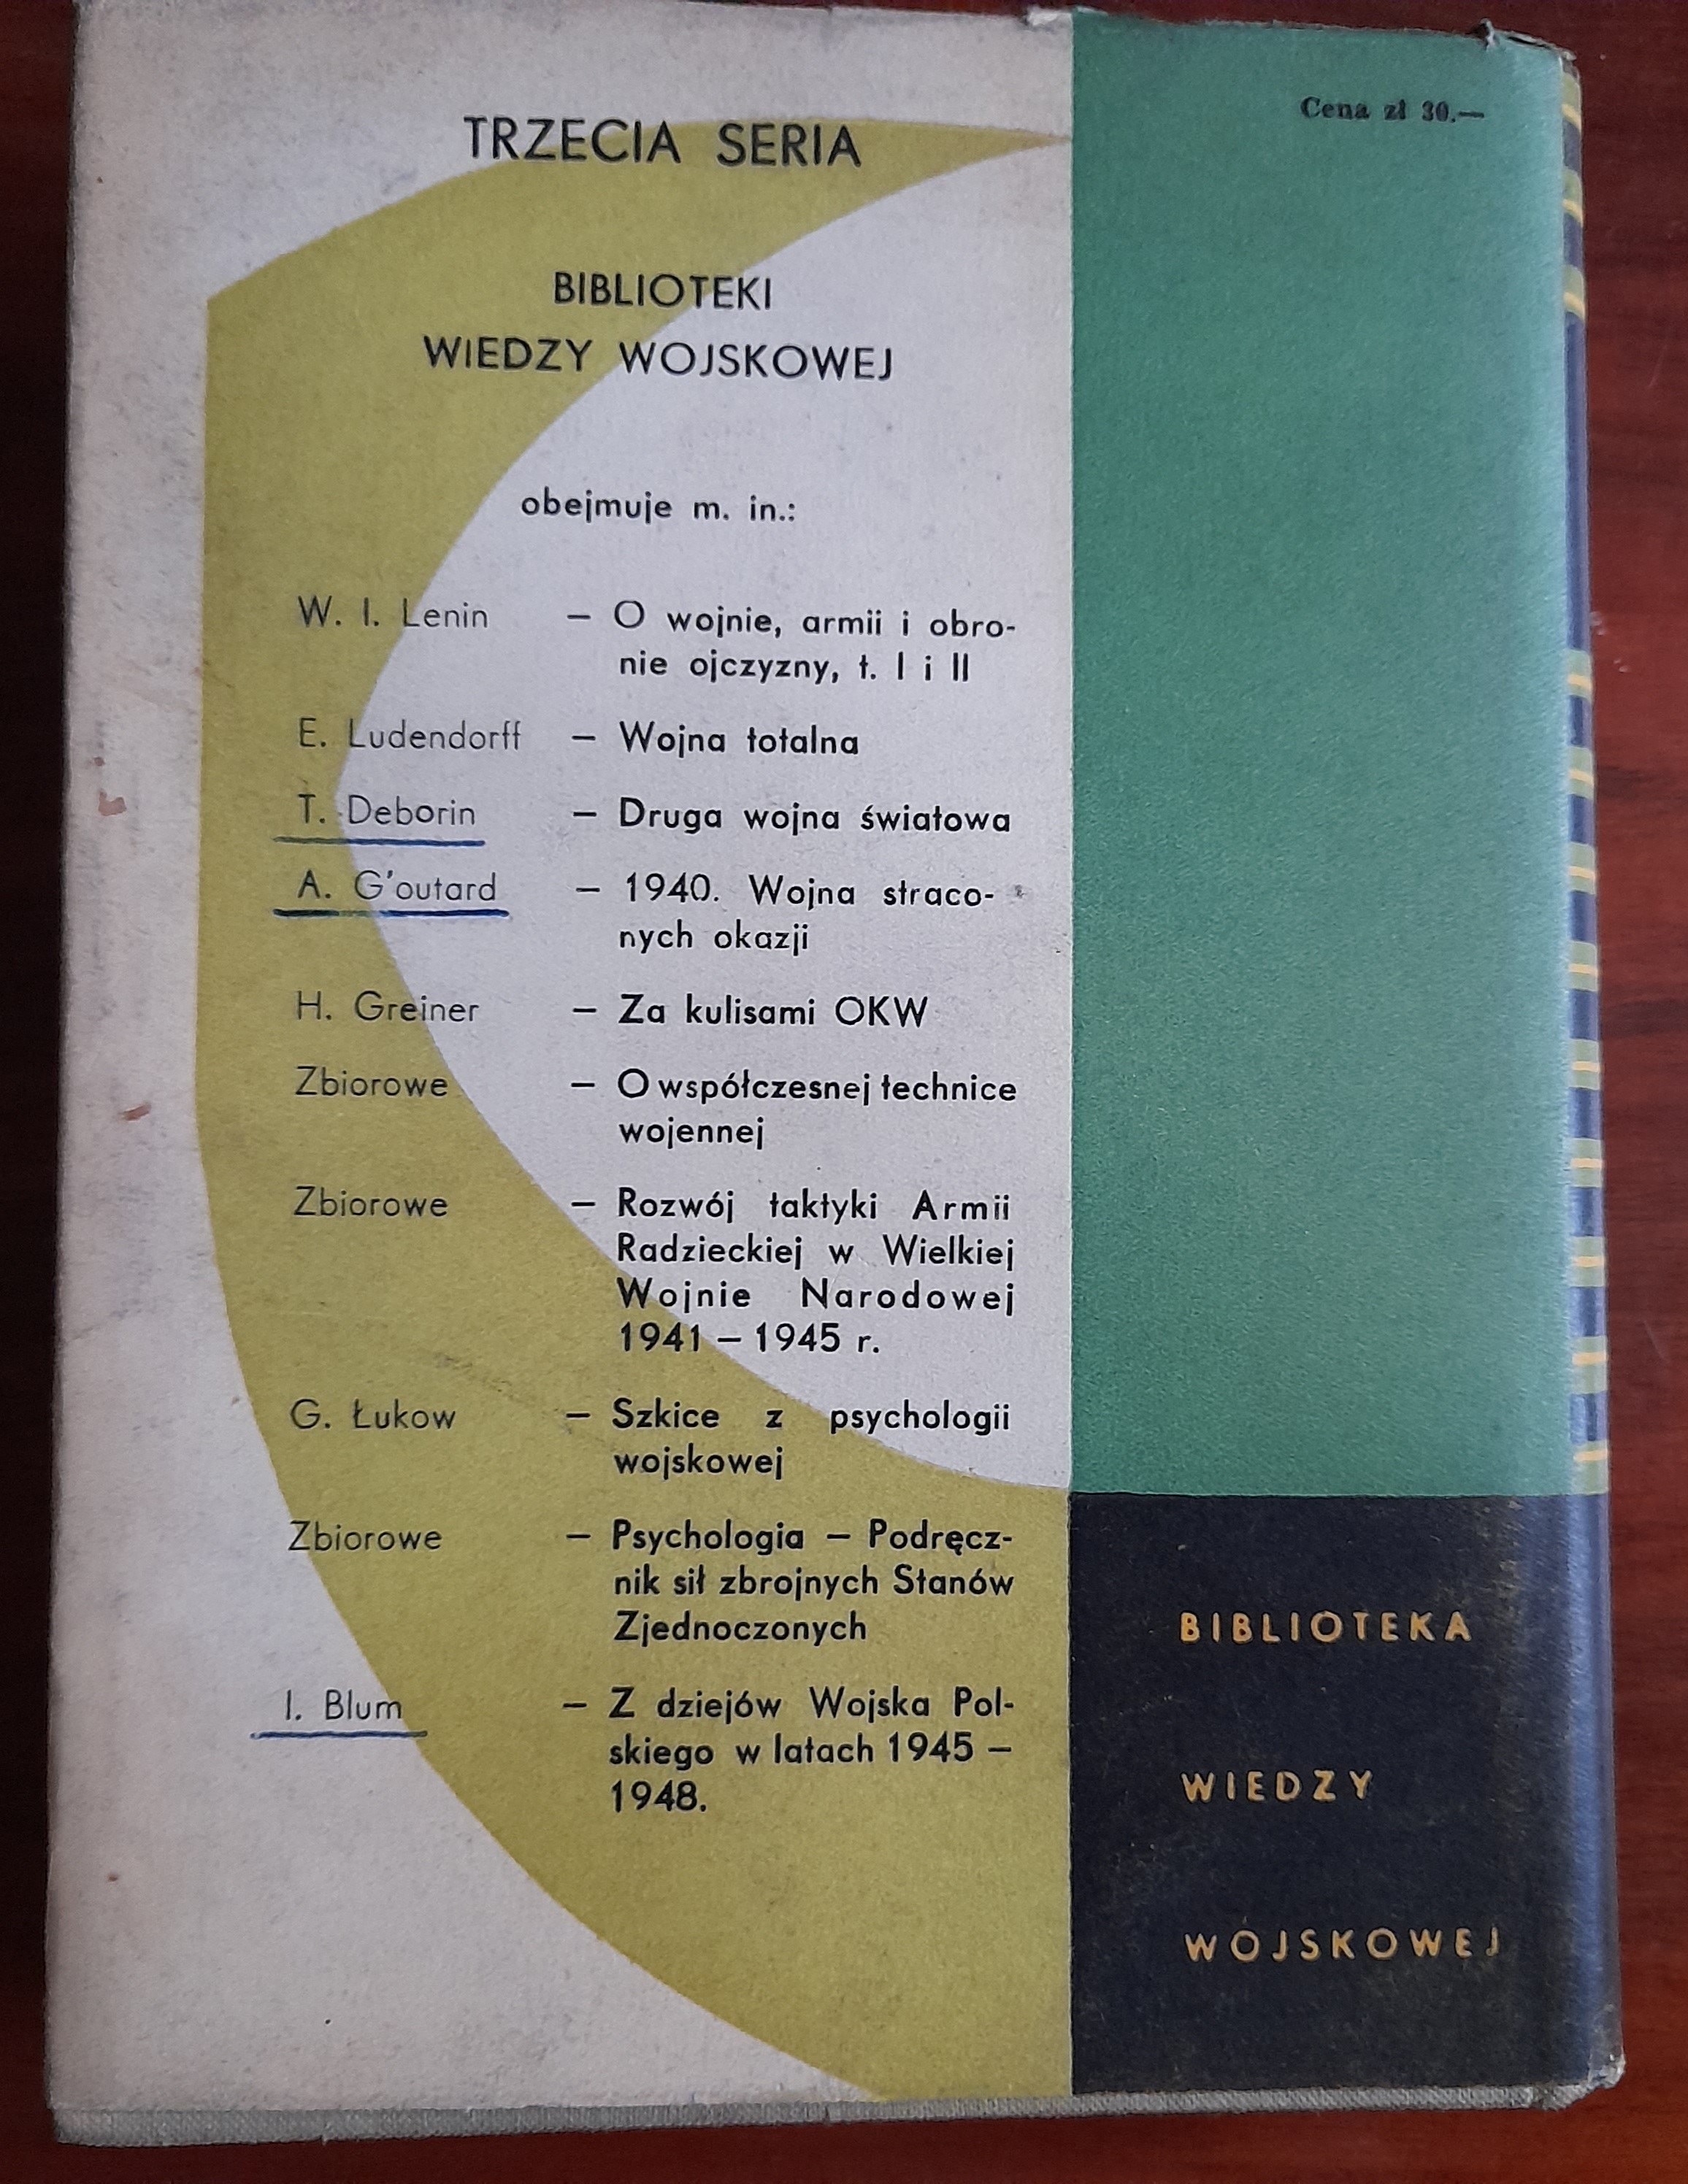 Cena zł 30.—
TRZECIA SERIA
BIBLIOTEKI
WIEDZY WOJSKOWEJ
obejmuje m. in.:
W. I. Lenin – O wojnie, armii i obro-
nie ojczyzny, t. I i II
E. Ludendorff – Wojna totalna
T. Deborin – Druga wojna światowa
A. G'outard – 1940. Wojna straco-
nych okazji
H. Greiner – Za kulisami OKW
Zbiorowe – O współczesnej technice
wojennej
Zbiorowe – Rozwój taktyki Armii
Radzieckiej w Wielkiej
Wojnie Narodowej
1941 – 1945 r.
G. Łukow – Szkice z psychologii
wojskowej
Zbiorowe – Psychologia – Podręcz-
nik sił zbrojnych Stanów
Zjednoczonych
I. Blum – Z dziejów Wojska Pol-
skiego w latach 1945 –
1948.
BIBLIOTEKA
WIEDZY
WOJSKOWEJ